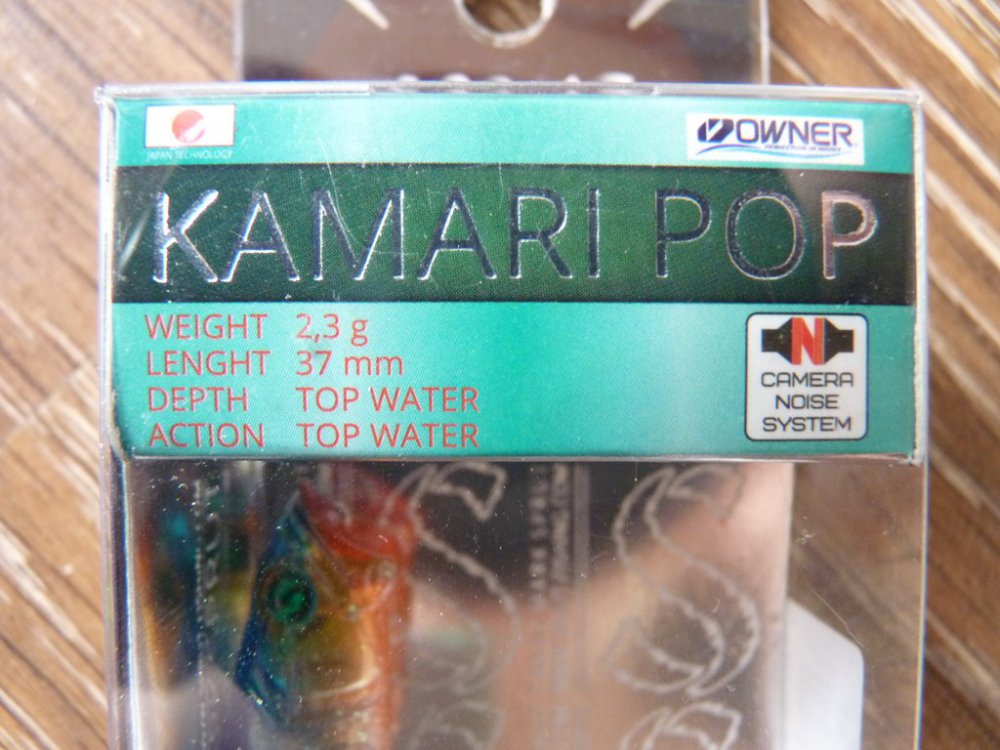 JAPAN TECHNOLOGY
OWNER
KAMARI POP
WEIGHT 2,3 g
LENGHT 37 mm
DEPTH TOP WATER
ACTION TOP WATER
N
CAMERA
NOISE
SYSTEM